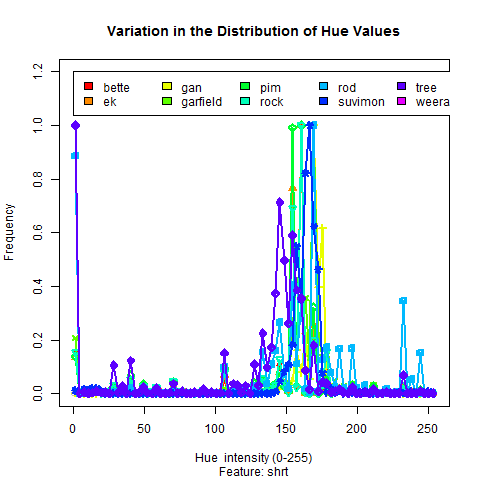 Variation in the Distribution of Hue Values
bette gan pim rod tree
ek garfield rock suvimon weera
Frequency
0.0 0.2 0.4 0.6 0.8 1.0 1.2
0 50 100 150 200 250
Hue intensity (0-255)
Feature: shrt